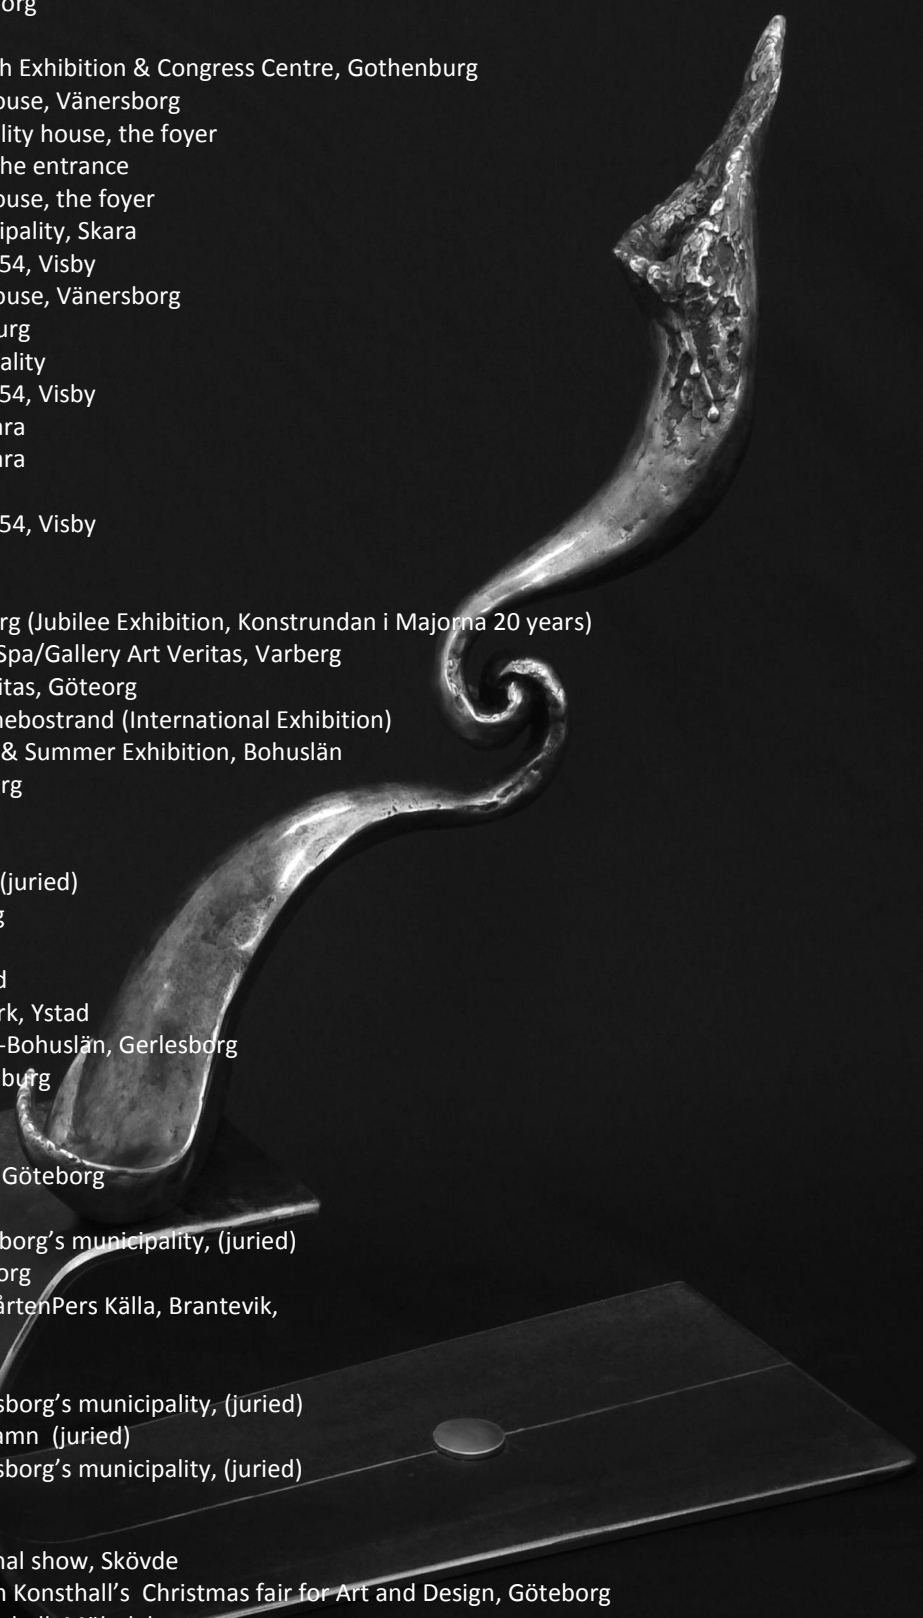 org
h Exhibition & Congress Centre, Gothenburg
ouse, Vänersborg
lity house, the foyer
he entrance
ouse, the foyer
ipality, Skara
54, Visby
ouse, Vänersborg
urg
ality
54, Visby
ara
ara
54, Visby
rg (Jubilee Exhibition, Konstrundan i Majorna 20 years)
Spa/Gallery Art Veritas, Varberg
itas, Göteorg
nebostrand (International Exhibition)
& Summer Exhibition, Bohuslän
rg
(juried)
g
d
rk, Ystad
-Bohuslän, Gerlesborg
burg
Göteborg
borg’s municipality, (juried)
org
årtenPers Källa, Brantevik,
sborg’s municipality, (juried)
amn (juried)
sborg’s municipality, (juried)
nal show, Skövde
n Konsthall’s Christmas fair for Art and Design, Göteborg